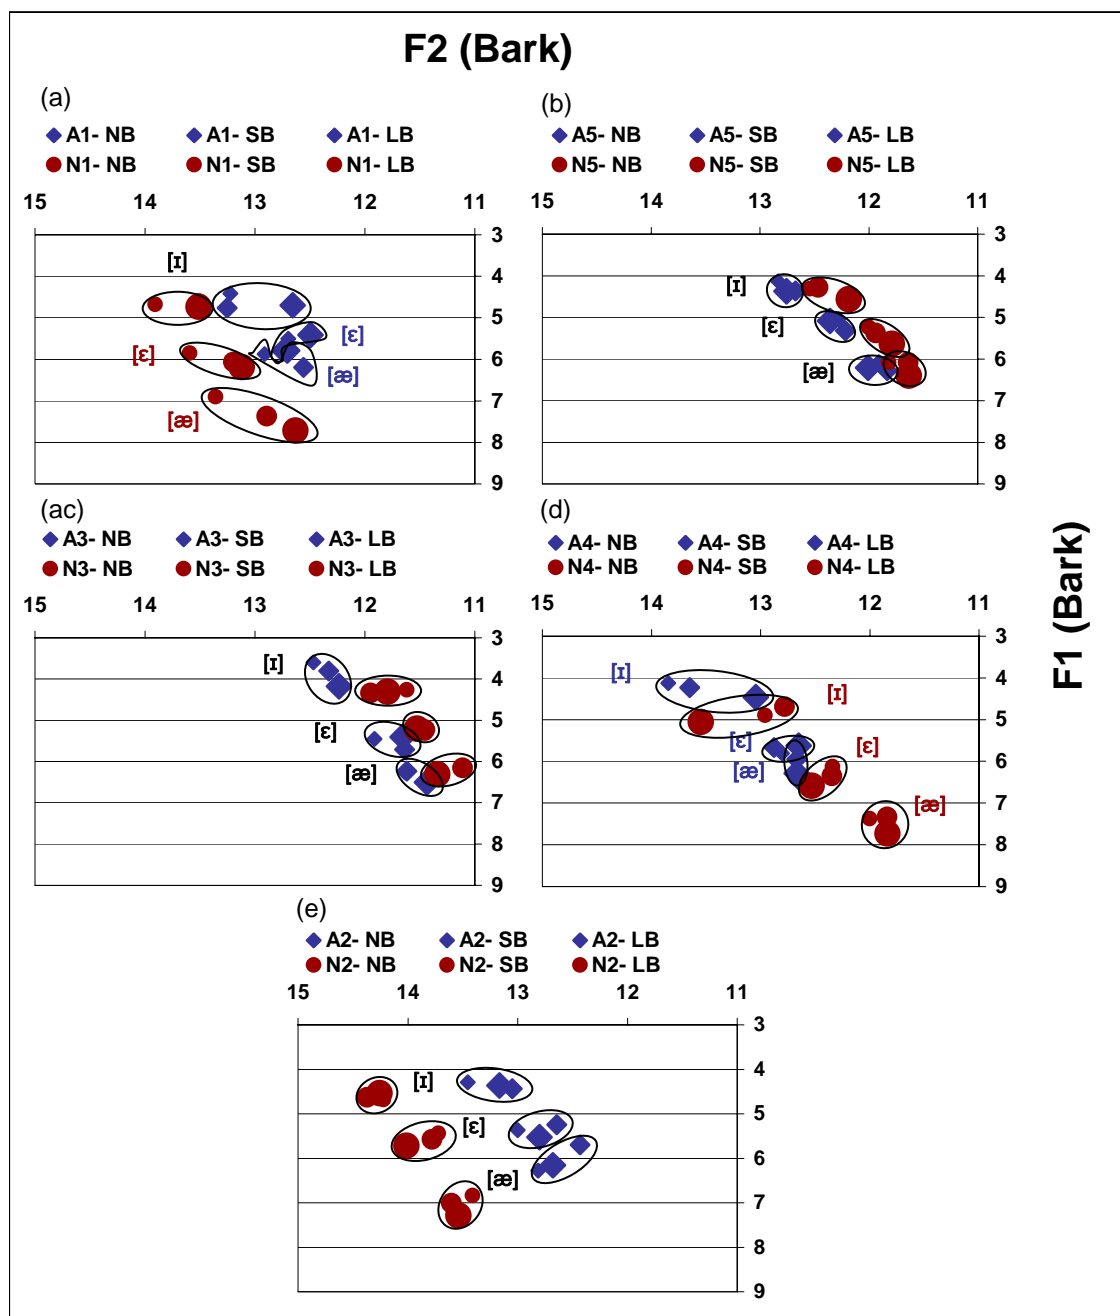 F2 (Bark)
(a)
A1- NB A1- SB A1- LB
N1- NB N1- SB N1- LB
15 14 13 12 11
3
4
5
6
7
8
9
[ɪ]
[ɛ]
[ɛ]
[æ]
[æ]
(b)
A5- NB A5- SB A5- LB
N5- NB N5- SB N5- LB
15 14 13 12 11
3
4
5
6
7
8
9
[ɪ]
[ɛ]
[æ]
(ac)
A3- NB A3- SB A3- LB
N3- NB N3- SB N3- LB
15 14 13 12 11
3
4
5
6
7
8
9
[ɪ]
[ɛ]
[æ]
(d)
A4- NB A4- SB A4- LB
N4- NB N4- SB N4- LB
15 14 13 12 11
3
4
5
6
7
8
9
[ɪ]
[ɪ]
[ɛ]
[ɛ]
[æ]
[æ]
F1 (Bark)
(e)
A2- NB A2- SB A2- LB
N2- NB N2- SB N2- LB
15 14 13 12 11
3
4
5
6
7
8
9
[ɪ]
[ɛ]
[æ]